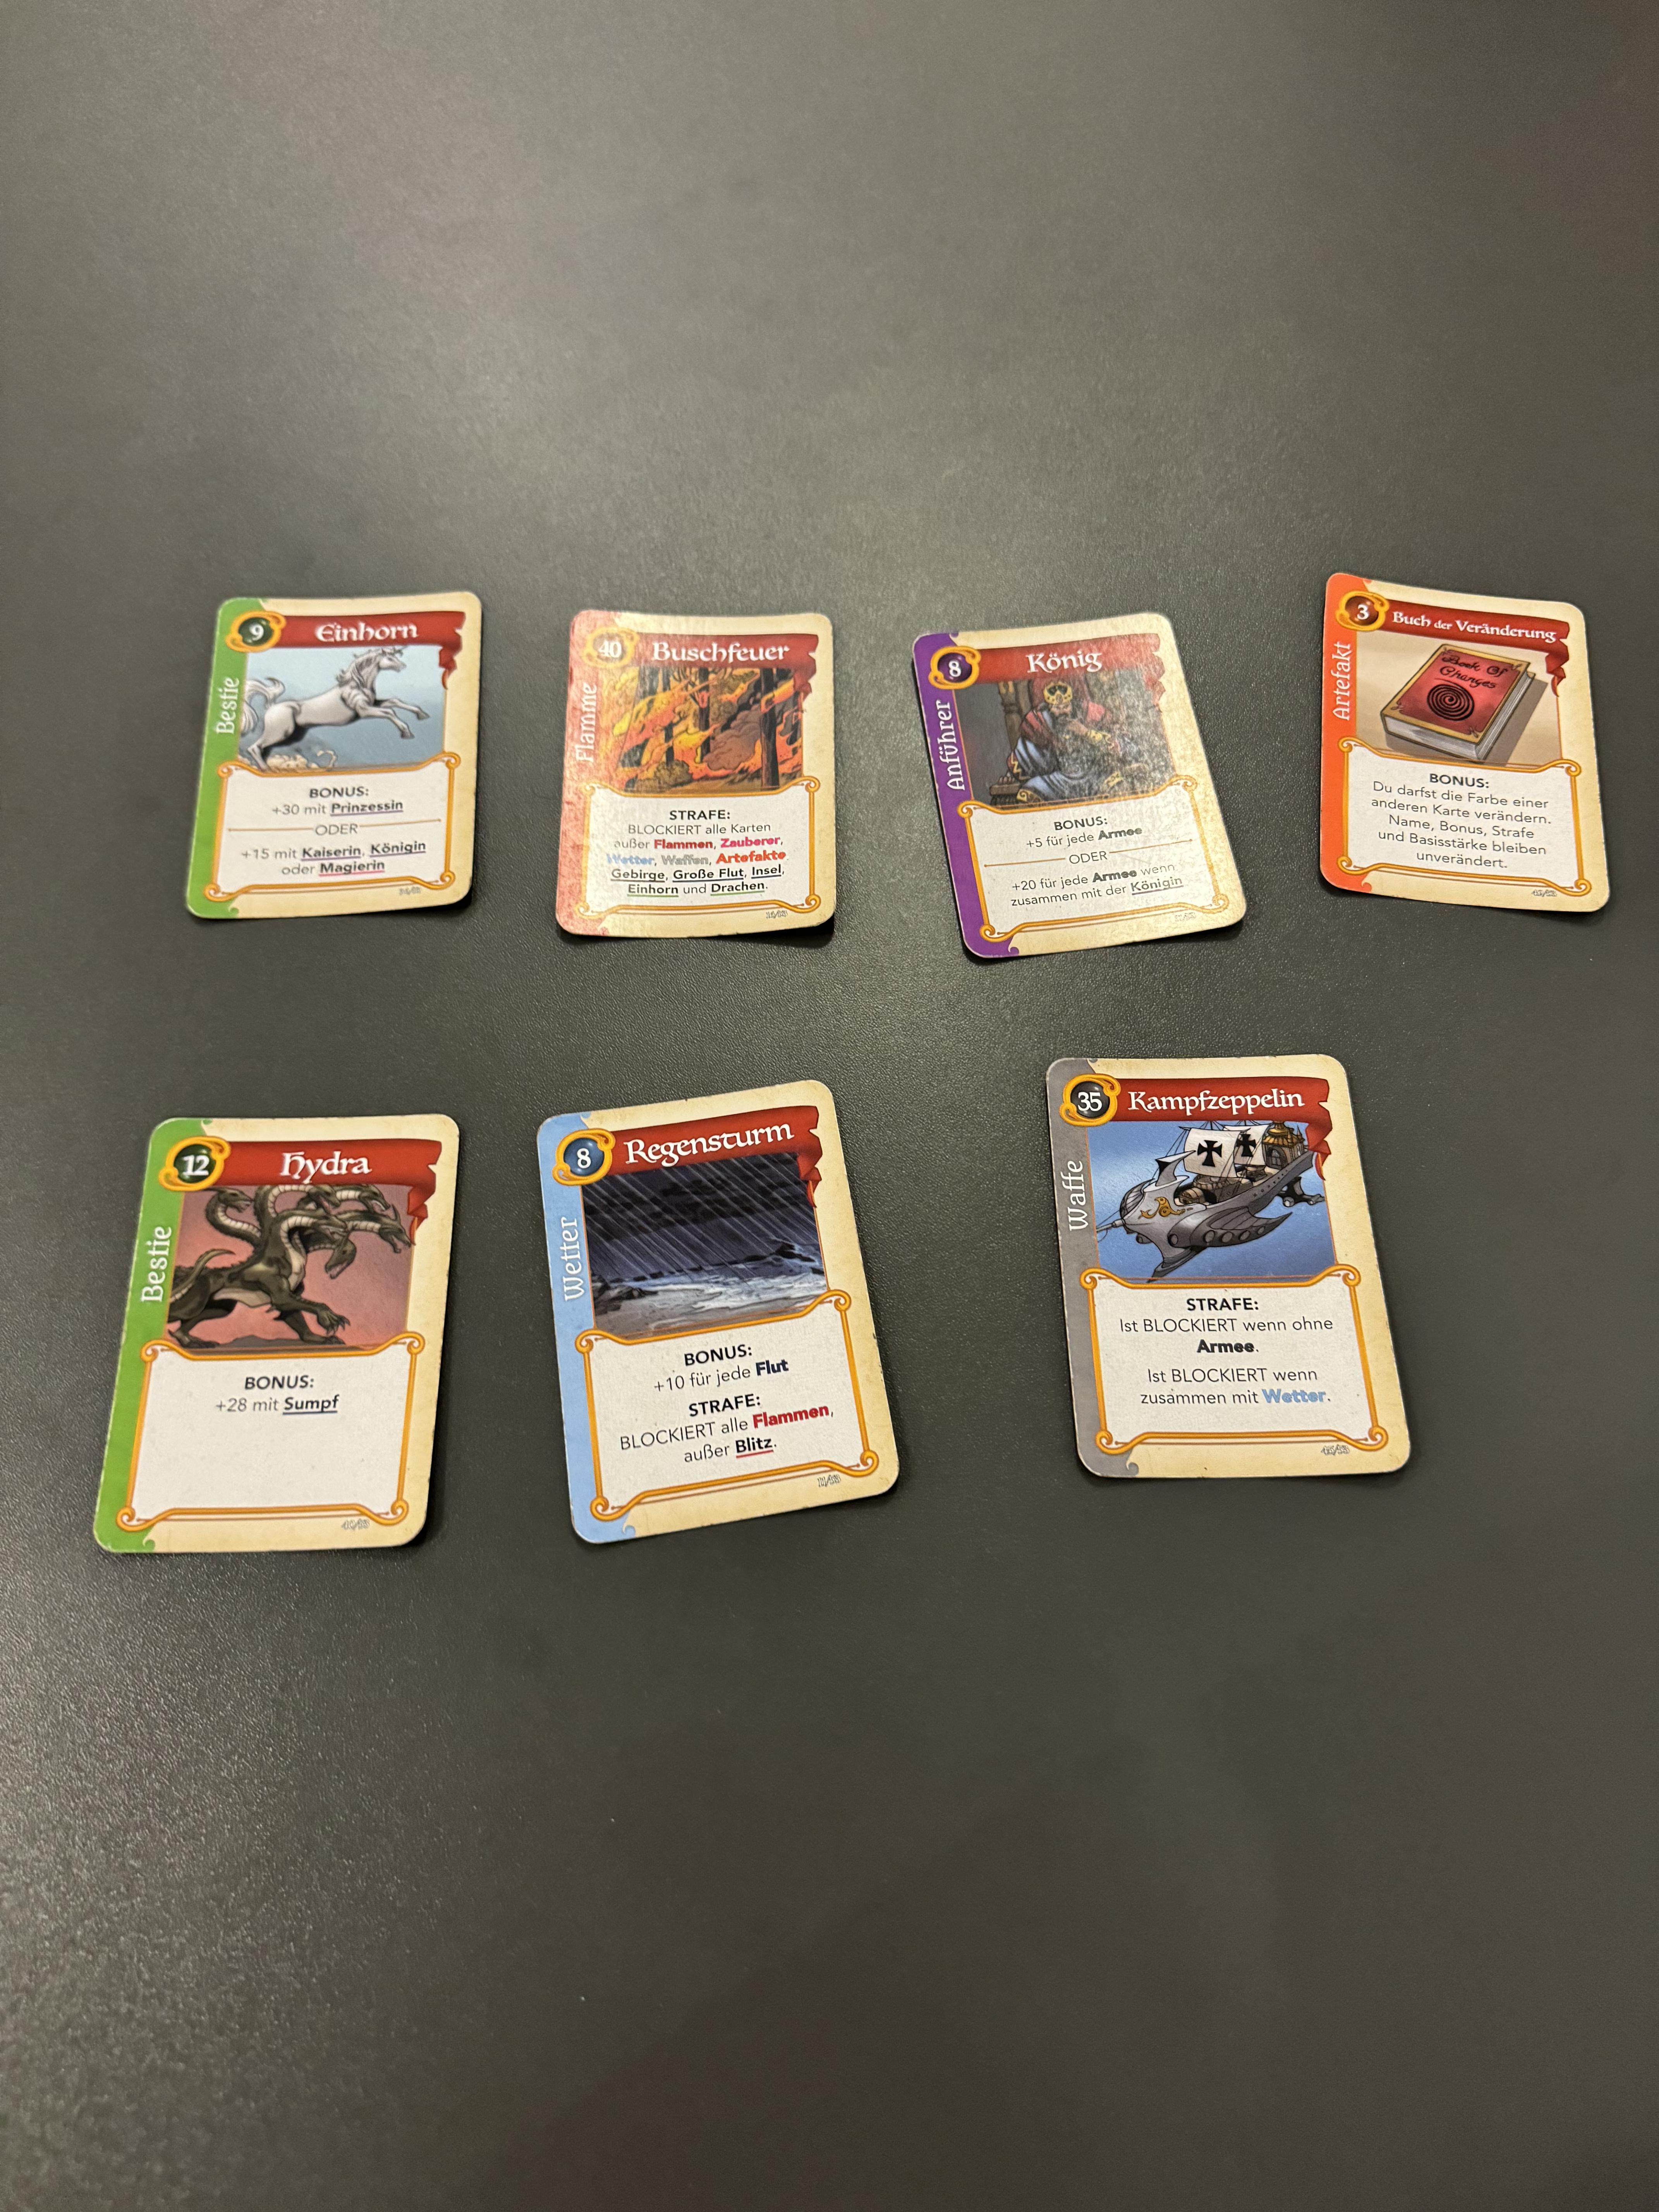 9
Einhorn
Bestie
BONUS:
+30 mit Prinzessin
ODER
+15 mit Kaiserin, Königin
oder Magierin
40
Buschfeuer
Flamme
STRAFE:
BLOCKIERT alle Karten
außer Flammen, Zauberer,
Wetter, Waffen, Artefakte
Gebirge, Große Flut, Insel,
Einhorn und Drachen.
8
König
Anführer
BONUS:
+5 für jede Armee
ODER
+20 für jede Armee wenn
zusammen mit der Königin
3
Buch der Veränderung
Artefakt
Book Of
Changes
BONUS:
Du darfst die Farbe einer
anderen Karte verändern.
Name, Bonus, Strafe
und Basisstärke bleiben
unverändert.
12
Hydra
Bestie
BONUS:
+28 mit Sumpf
8
Regensturm
Wetter
BONUS:
+10 für jede Flut
STRAFE:
BLOCKIERT alle Flammen,
außer Blitz.
11/53
35
Kampfzeppelin
Waffe
STRAFE:
Ist BLOCKIERT wenn ohne
Armee.
Ist BLOCKIERT wenn
zusammen mit Wetter.